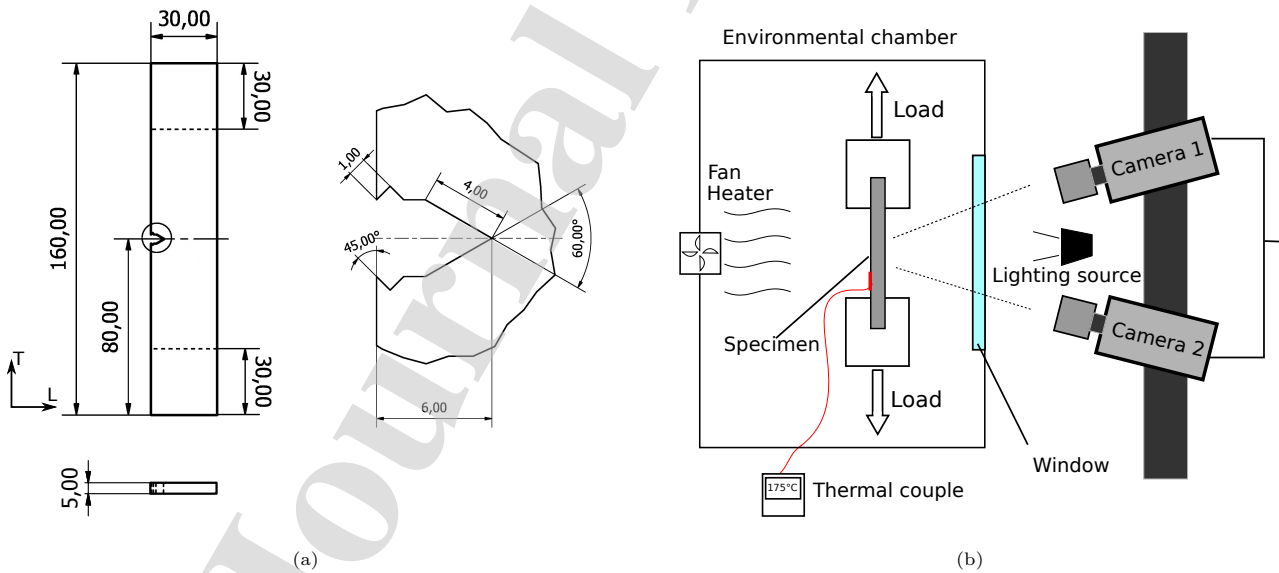 30,00
30,00
160,00
80,00
30,00
T
L
5,00
1,00
4,00
45,00°
60,00°
6,00
(a)
Environmental chamber
Load
Fan
Heater
Camera 1
Lighting source
Specimen
Camera 2
Load
Window
175°C
Thermal couple
(b)
Journal